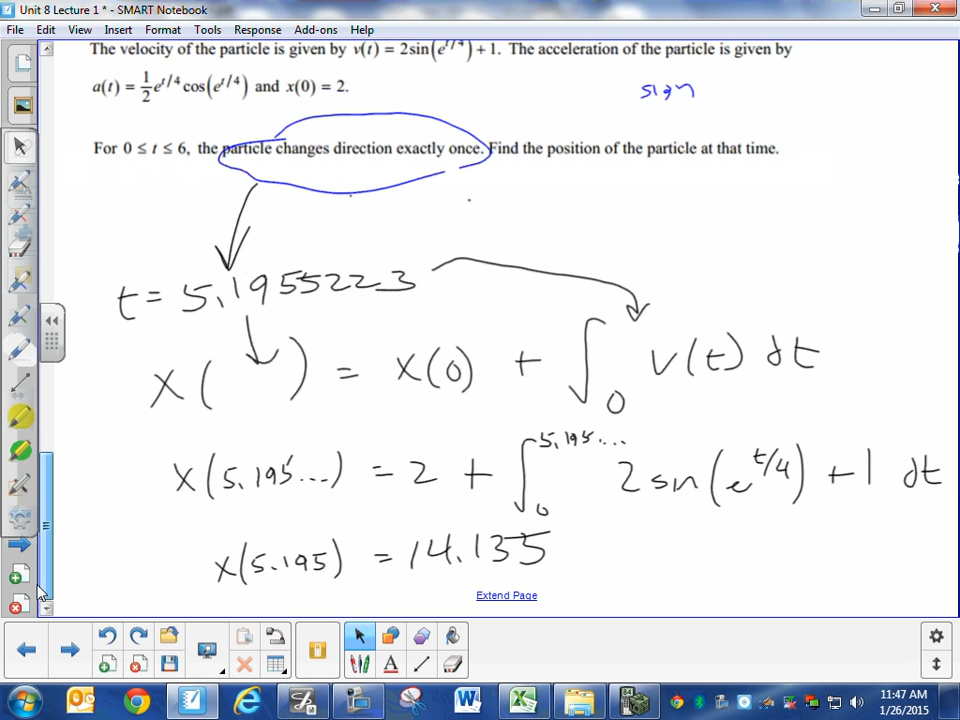 Unit 8 Lecture 1 * - SMART Notebook
File Edit View Insert Format Tools Response Add-ons Help
The velocity of the particle is given by v(t) = 2sin(e^{t/4}) + 1. The acceleration of the particle is given by
a(t) = \frac{1}{2}e^{t/4}cos(e^{t/4}) and x(0) = 2.
sign
For 0 ≤ t ≤ 6, the particle changes direction exactly once. Find the position of the particle at that time.
t = 5.1955223
x( ) = x(0) + ∫_0 v(t) dt
x(5.195...) = 2 + ∫_0^{5.195...} 2sin(e^{t/4}) + 1 dt
x(5.195) = 14.135
Extend Page
11:47 AM
1/26/2015